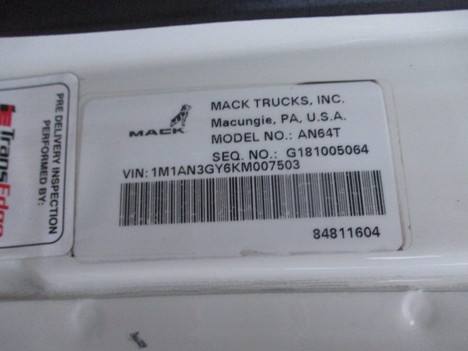 PRE DELIVERY INSPECTION
PERFORMED BY:
TransEdge
MACK
MACK TRUCKS, INC.
Macungie, PA, U.S.A.
MODEL NO.: AN64T
SEQ. NO.: G181005064
VIN: 1M1AN3GY6KM007503
84811604